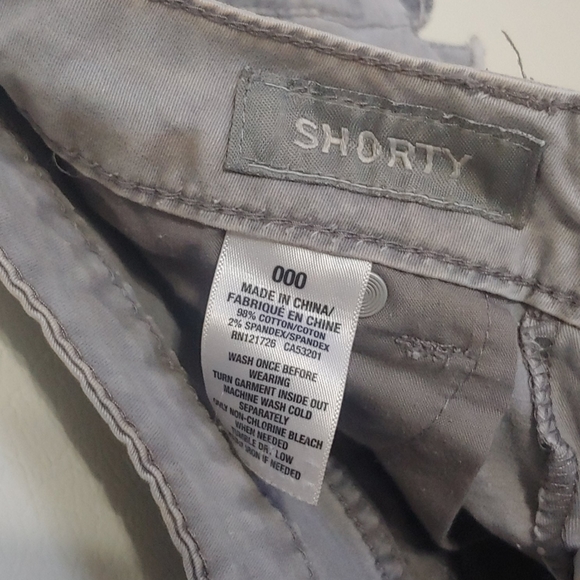 SHORTY
000
MADE IN CHINA/
FABRIQUÉ EN CHINE
98% COTTON/COTON
2% SPANDEX/SPANDEX
RN121726 CA53201
WASH ONCE BEFORE
WEARING
TURN GARMENT INSIDE OUT
MACHINE WASH COLD
SEPARATELY
ONLY NON-CHLORINE BLEACH
WHEN NEEDED
TUMBLE DR. LOW
IRON IF NEEDED